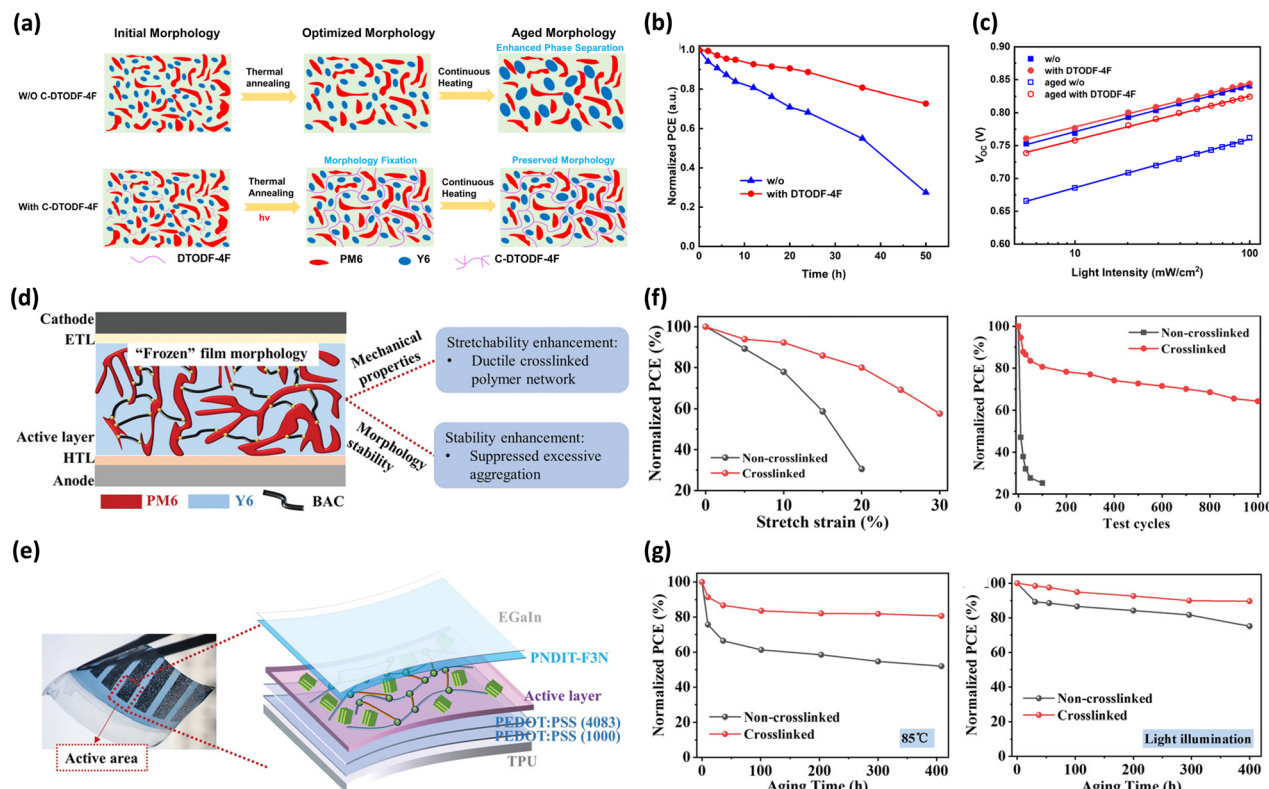 (a)
Initial Morphology
Optimized Morphology
Aged Morphology
Enhanced Phase Separation
W/O C-DTODF-4F
Thermal
annealing
Continuous
Heating
Morphology Fixation
Preserved Morphology
With C-DTODF-4F
Thermal
Annealing
hv
Continuous
Heating
DTODF-4F
PM6
Y6
C-DTODF-4F
(b)
Normalized PCE (a.u.)
1.0
0.8
0.6
0.4
0.2
0.0
w/o
with DTODF-4F
0
10
20
30
40
50
Time (h)
(c)
VOC (V)
0.90
0.85
0.80
0.75
0.70
0.65
0.60
w/o
with DTODF-4F
aged w/o
aged with DTODF-4F
10
100
Light Intensity (mW/cm²)
(d)
Cathode
ETL
"Frozen" film morphology
Active layer
HTL
Anode
PM6
Y6
BAC
Mechanical
properties
Morphology
stability
Stretchability enhancement:
• Ductile crosslinked
polymer network
Stability enhancement:
• Suppressed excessive
aggregation
(e)
Active area
EGaIn
PNDIT-F3N
Active layer
PEDOT:PSS (4083)
PEDOT:PSS (1000)
TPU
(f)
Normalized PCE (%)
100
80
60
40
20
Non-crosslinked
Crosslinked
0
10
20
30
Stretch strain (%)
Normalized PCE (%)
100
80
60
40
20
Non-crosslinked
Crosslinked
0
200
400
600
800
1000
Test cycles
(g)
Normalized PCE (%)
100
80
60
40
20
0
Non-crosslinked
Crosslinked
85℃
0
100
200
300
400
Aging Time (h)
Normalized PCE (%)
100
80
60
40
20
0
Non-crosslinked
Crosslinked
Light illumination
0
100
200
300
400
Aging Time (h)